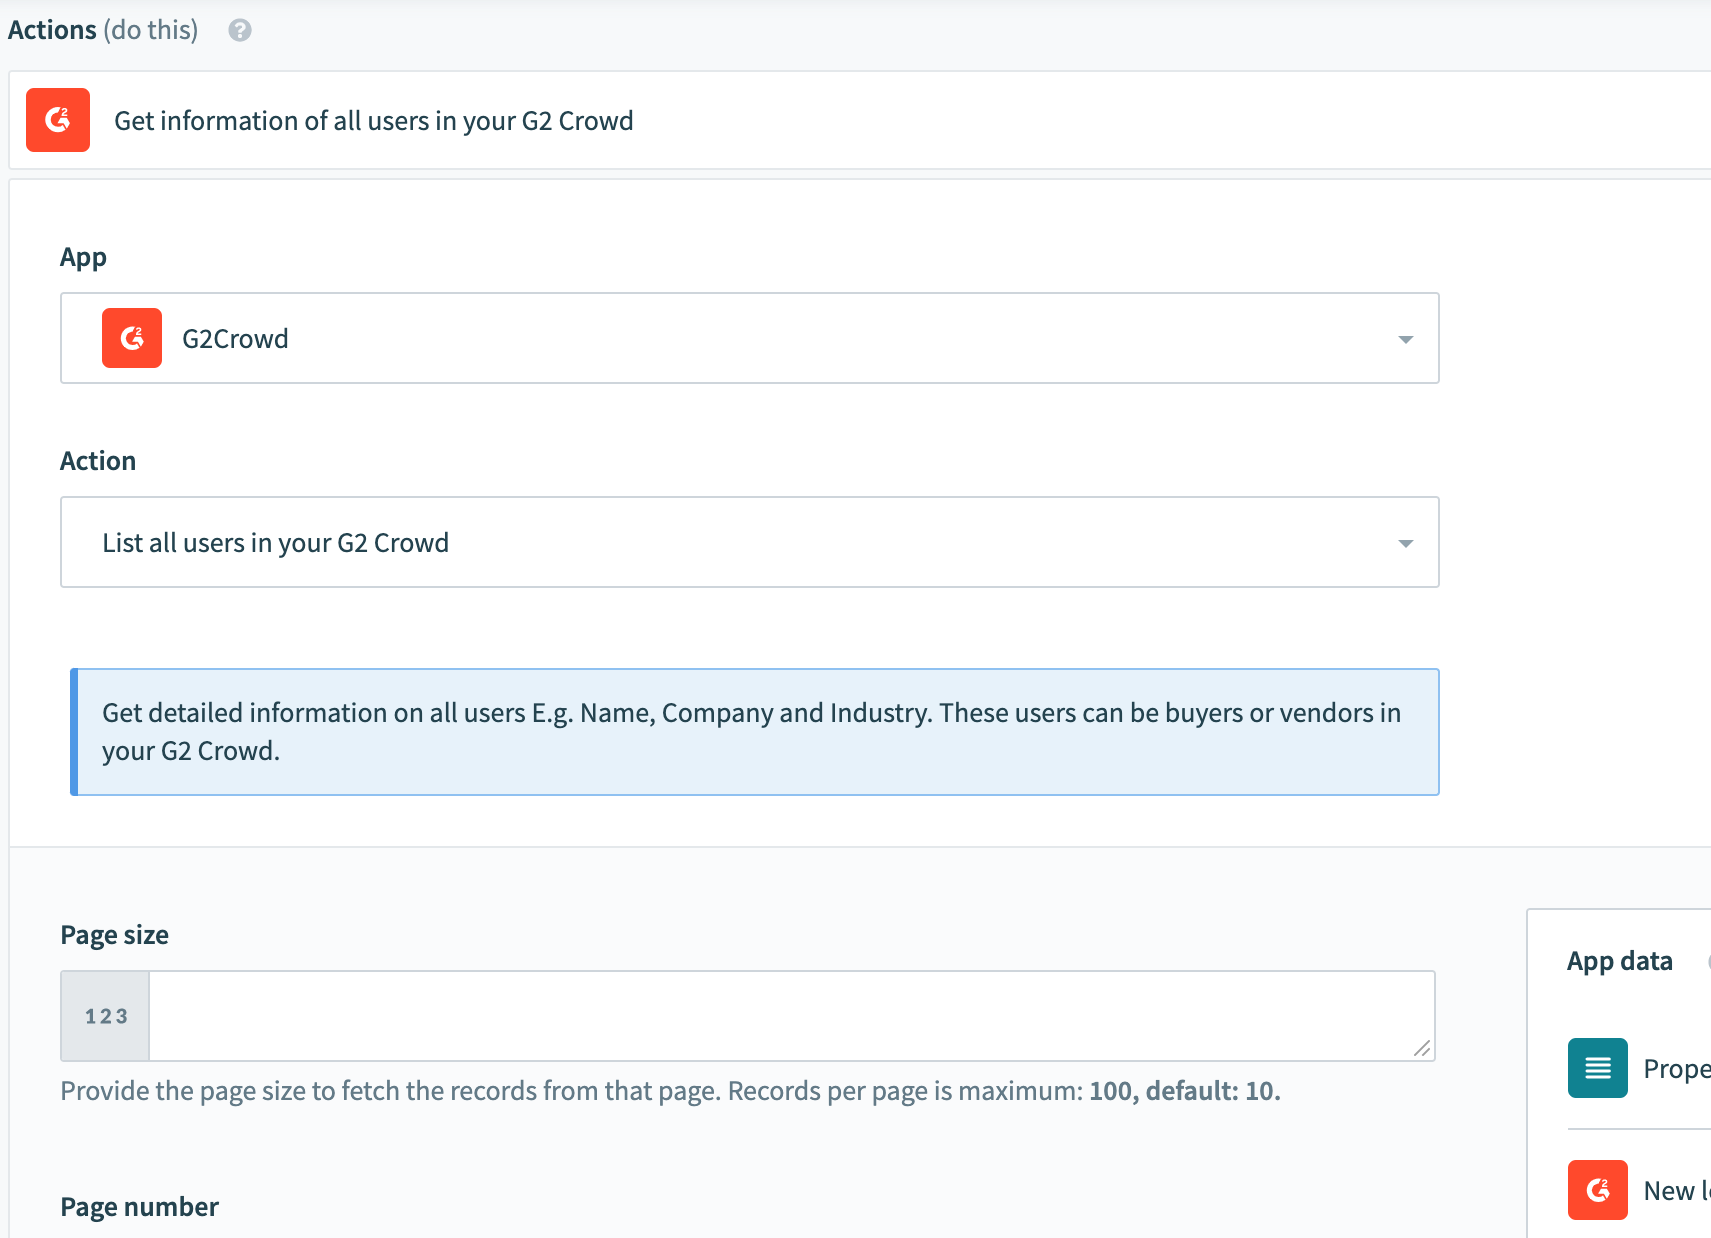 Actions (do this) ?
G2 Get information of all users in your G2 Crowd
App
G2 G2Crowd
Action
List all users in your G2 Crowd
Get detailed information on all users E.g. Name, Company and Industry. These users can be buyers or vendors in
your G2 Crowd.
Page size
123
Provide the page size to fetch the records from that page. Records per page is maximum: 100, default: 10.
App data
Prope
G2 New l
Page number